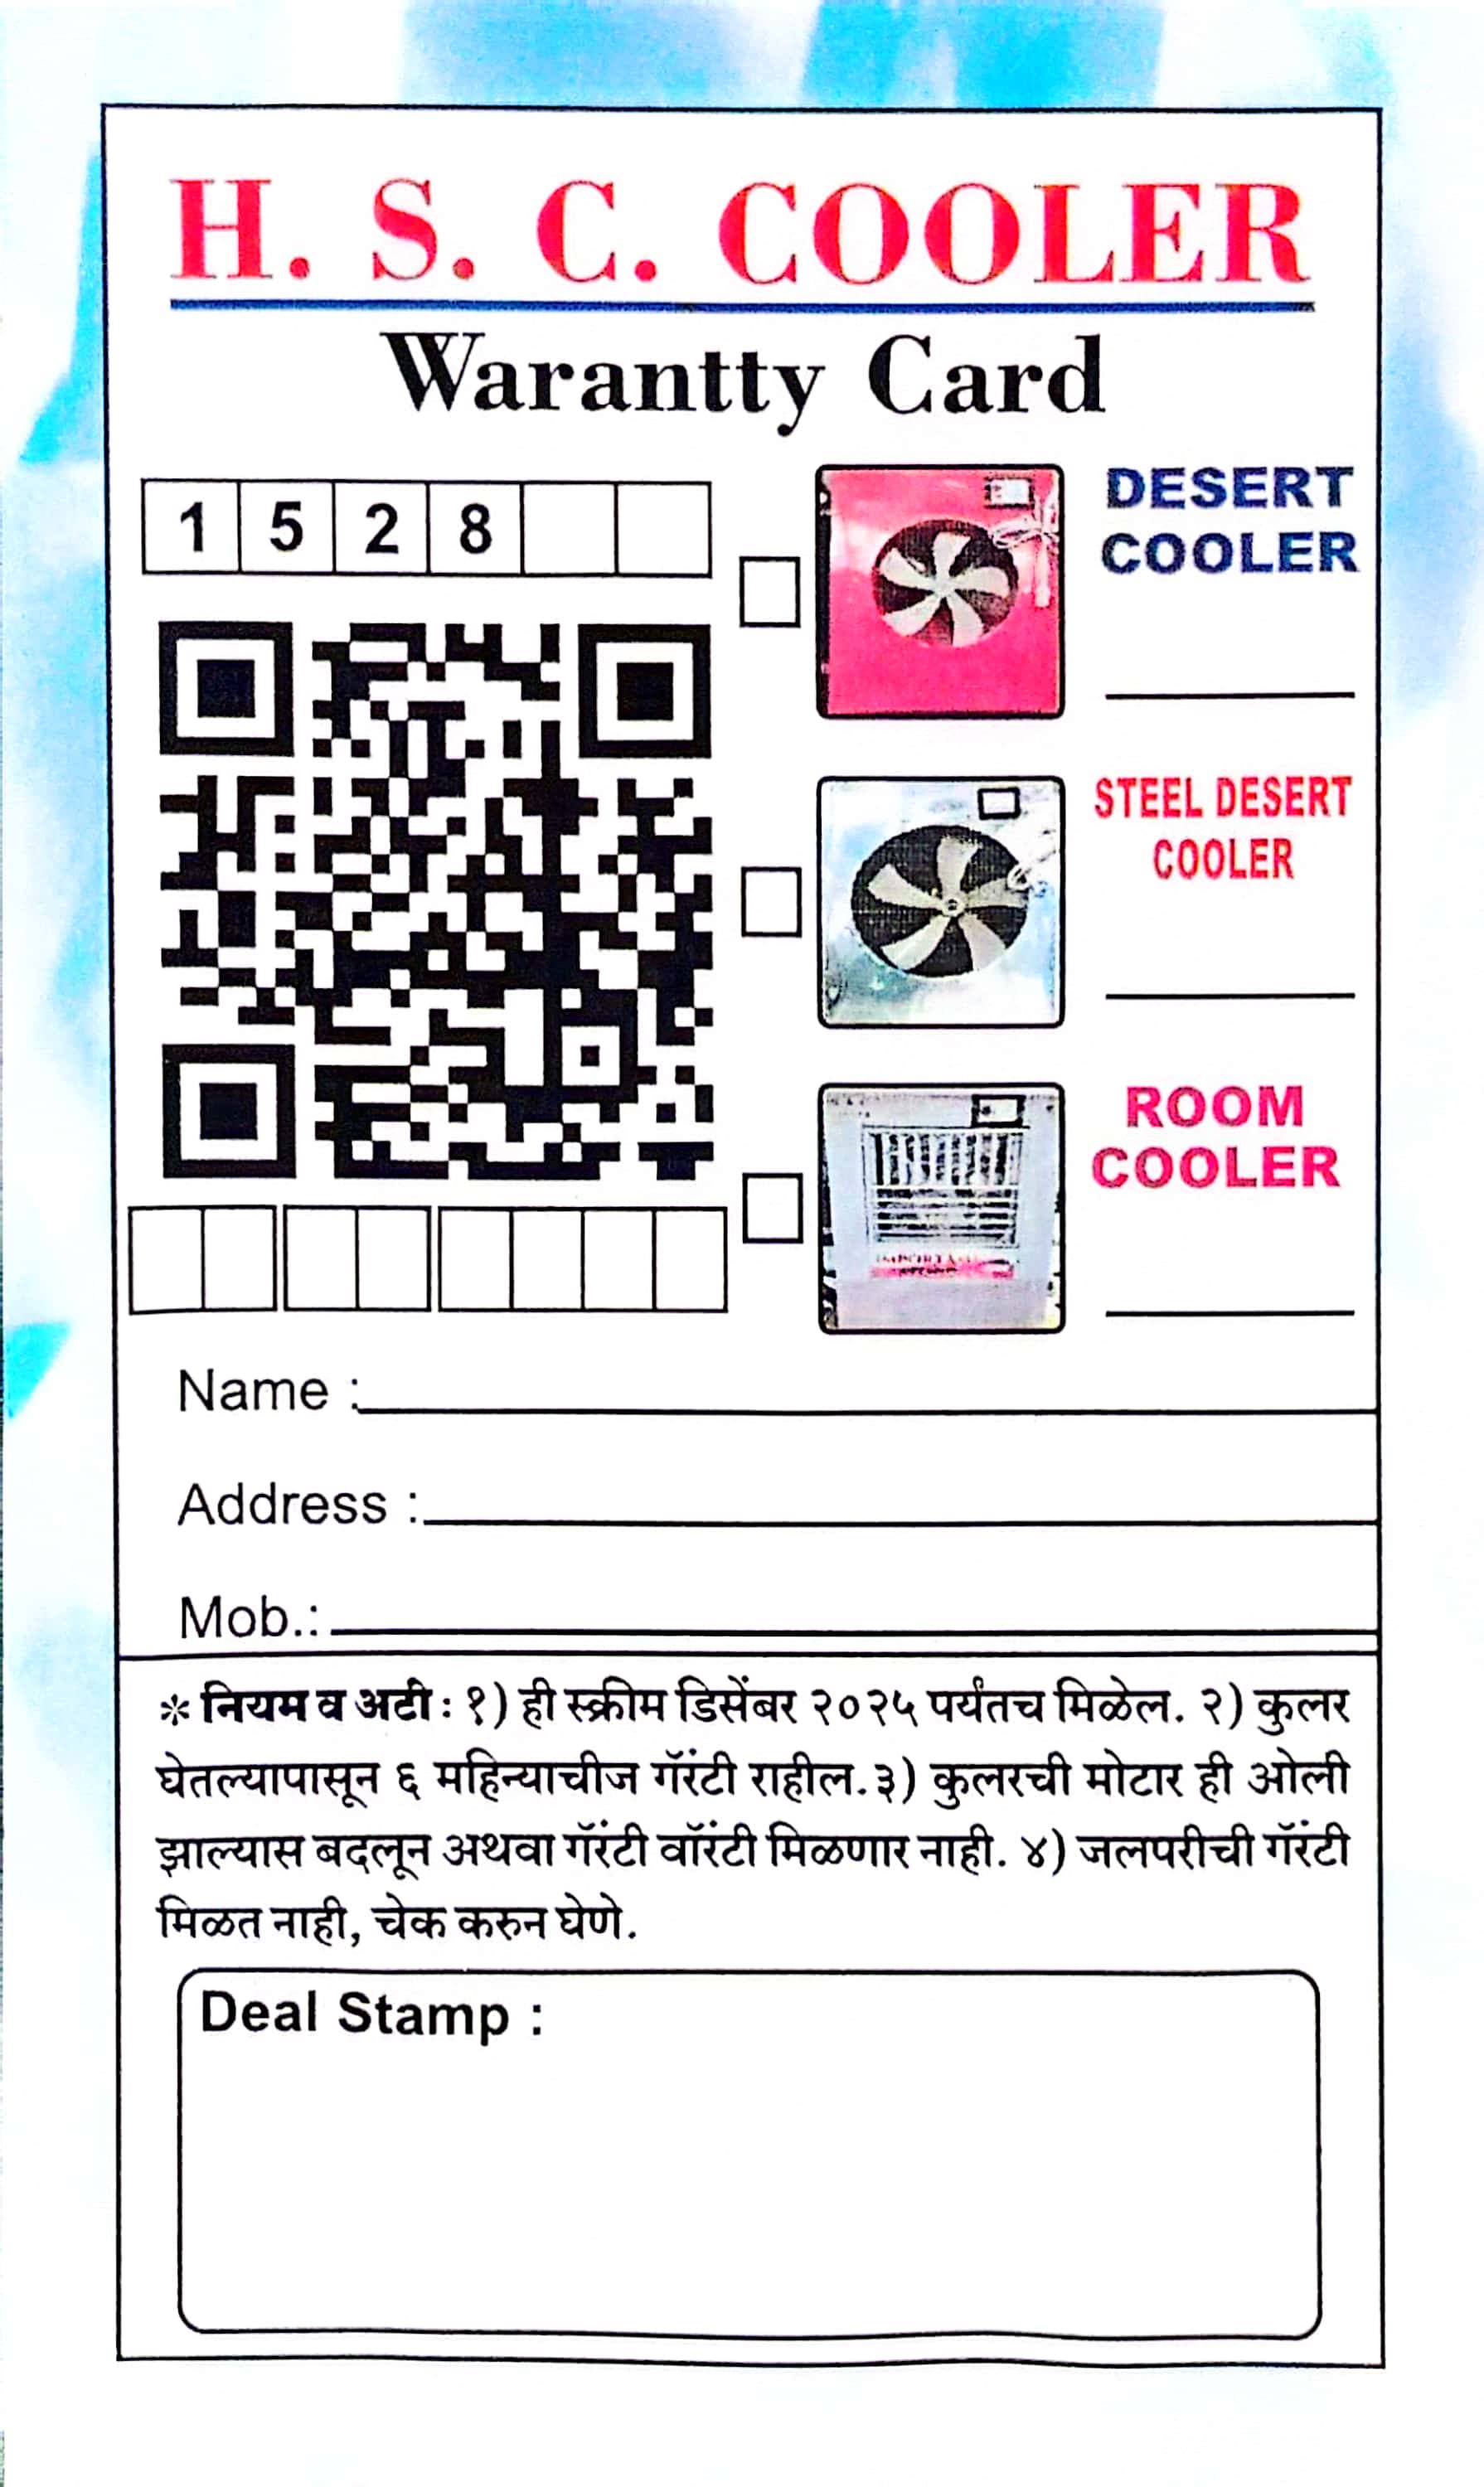 H. S. C. COOLER
Warantty Card
1 5 2 8
DESERT
COOLER
STEEL DESERT
COOLER
ROOM
COOLER
Name :
Address :
Mob.:
* नियम व अटी : १) ही स्क्रीम डिसेंबर २०२५ पर्यंतच मिळेल. २) कुलर
घेतल्यापासून ६ महिन्याचीज गॅरंटी राहील. ३) कुलरची मोटार ही ओली
झाल्यास बदलून अथवा गॅरंटी वॉरंटी मिळणार नाही. ४) जलपरीची गॅरंटी
मिळत नाही, चेक करुन घेणे.
Deal Stamp :